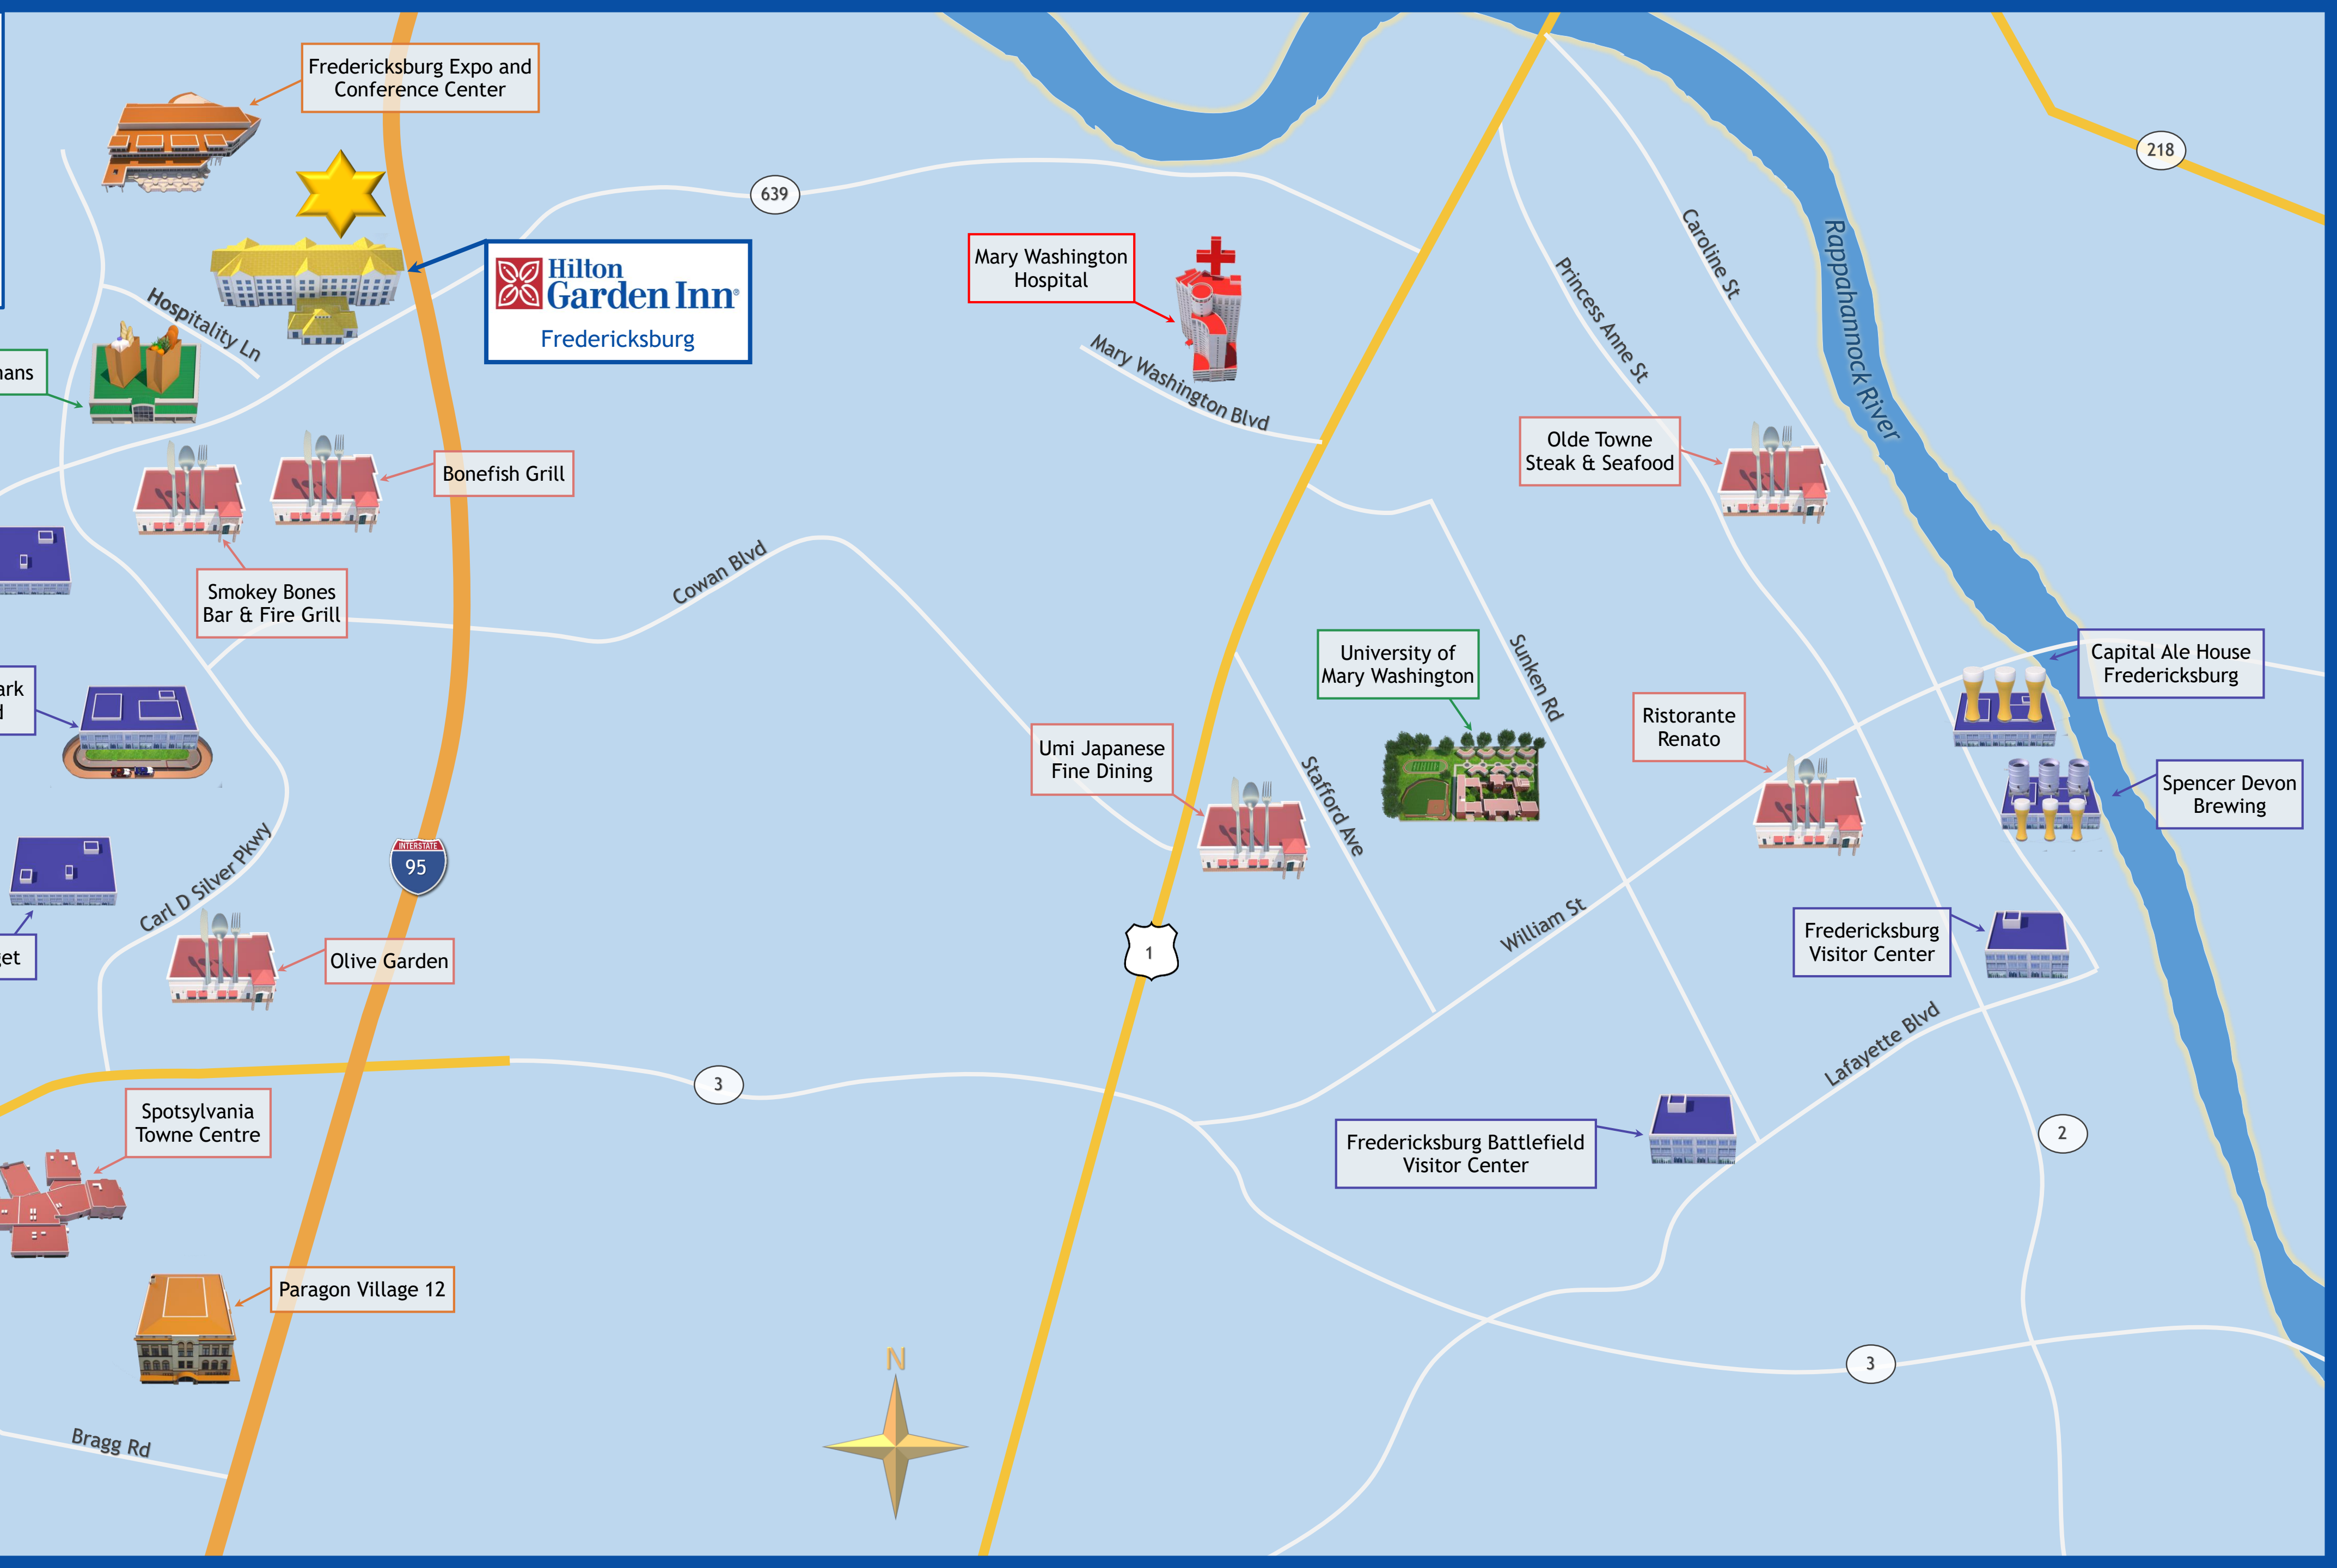 Fredericksburg Expo and
Conference Center
218
639
Hilton
Garden Inn®
Fredericksburg
Mary Washington
Hospital
Caroline St
Rappahannock River
Princess Anne St
Hospitality Ln
Mary Washington Blvd
Olde Towne
Steak & Seafood
Bonefish Grill
Smokey Bones
Bar & Fire Grill
Cowan Blvd
University of
Mary Washington
Sunken Rd
Capital Ale House
Fredericksburg
Ristorante
Renato
Umi Japanese
Fine Dining
Stafford Ave
Spencer Devon
Brewing
INTERSTATE
95
Carl D Silver Pkwy
Olive Garden
1
William St
Fredericksburg
Visitor Center
Lafayette Blvd
3
Spotsylvania
Towne Centre
2
Fredericksburg Battlefield
Visitor Center
Paragon Village 12
3
N
Bragg Rd